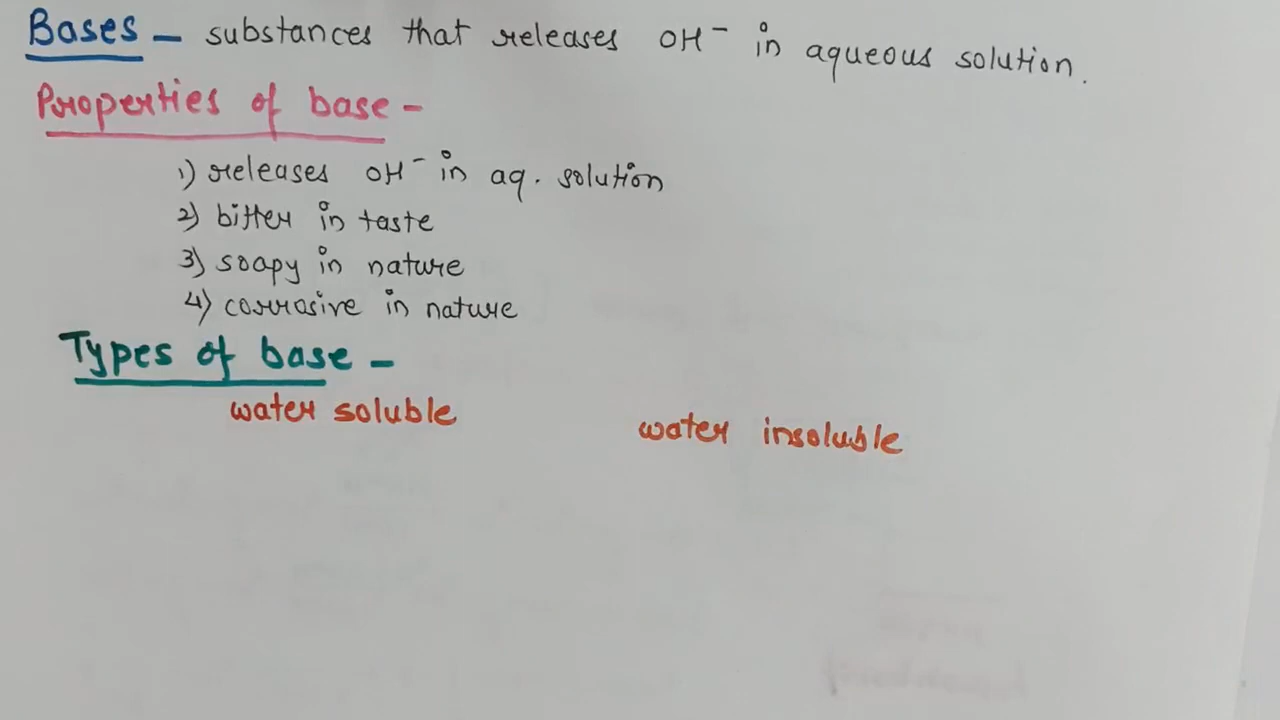 Bases – substances that releases OH⁻ in aqueous solution.
Properties of base –
1) releases OH⁻ in aq. solution
2) bitter in taste
3) soapy in nature
4) corrosive in nature
Types of base –
water soluble water insoluble